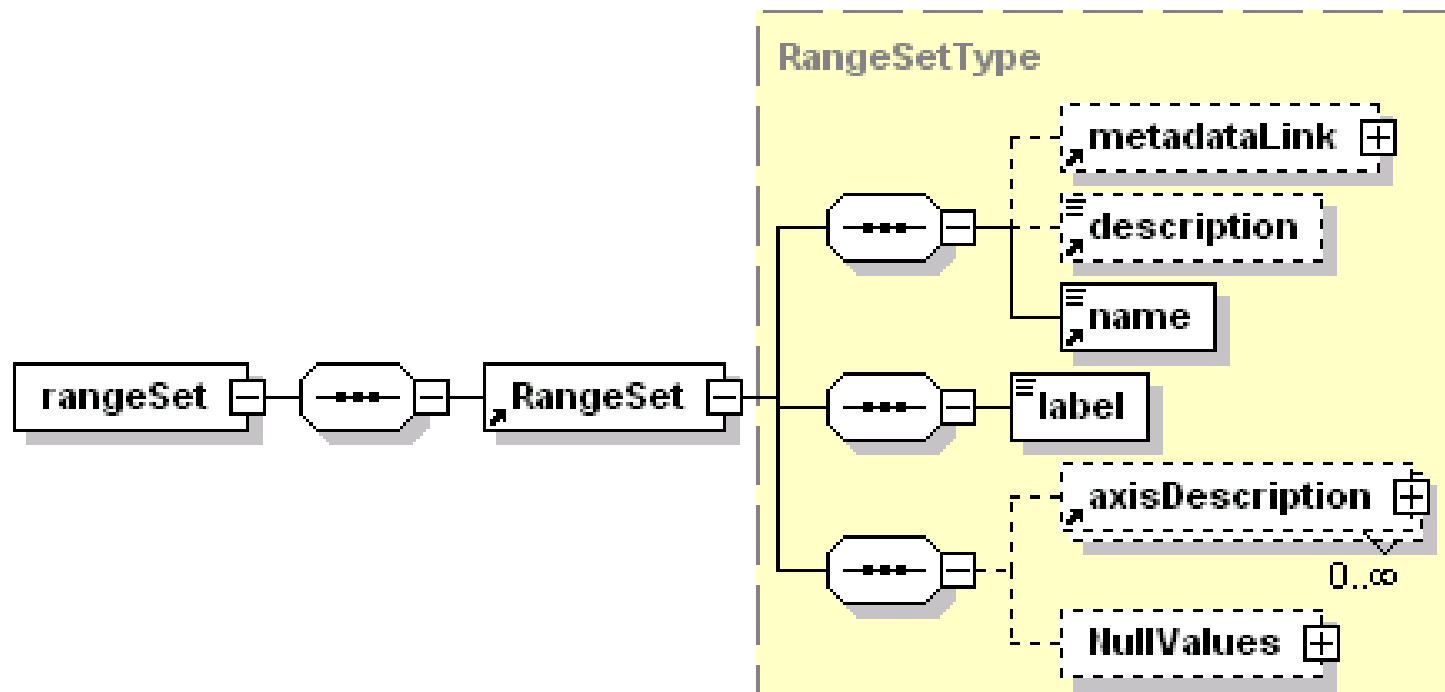 RangeSetType
metadataLink
description
name
rangeSet
RangeSet
label
axisDescription
0..∞
NullValues